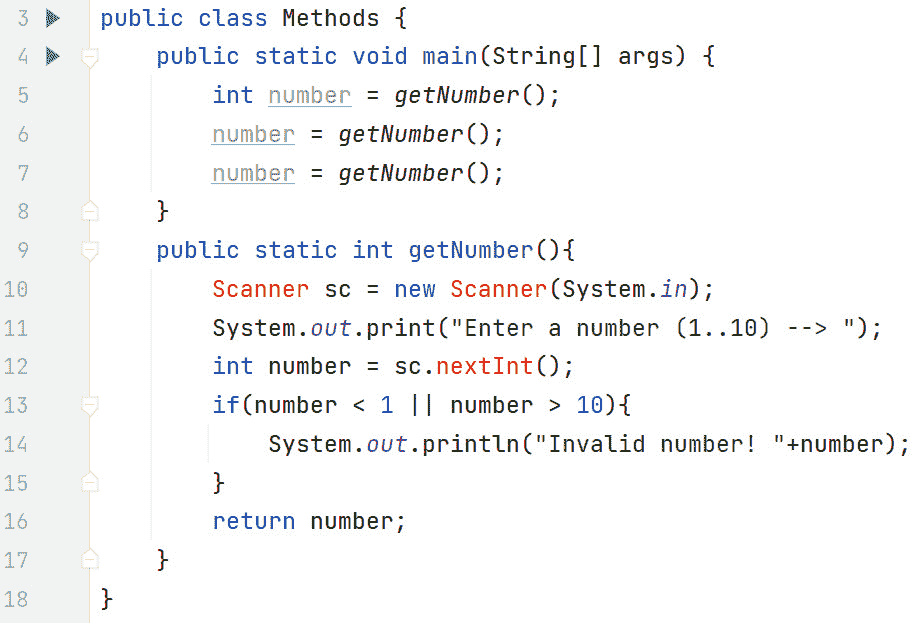 3 public class Methods {
4     public static void main(String[] args) {
5         int number = getNumber();
6         number = getNumber();
7         number = getNumber();
8     }
9     public static int getNumber(){
10         Scanner sc = new Scanner(System.in);
11         System.out.print("Enter a number (1..10) --> ");
12         int number = sc.nextInt();
13         if(number < 1 || number > 10){
14             System.out.println("Invalid number! "+number);
15         }
16         return number;
17     }
18 }